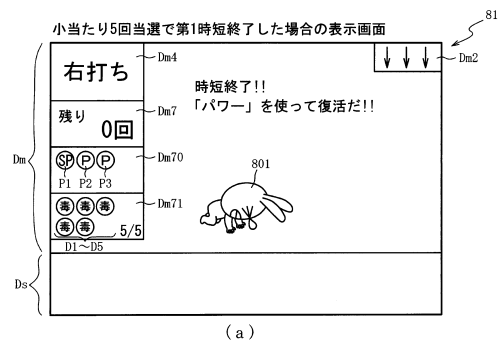 小当たり5回当選で第1時短終了した場合の表示画面
81
右打ち
Dm4
Dm2
時短終了!!
「パワー」を使って復活だ!!
残り
0回
Dm7
Dm
SP P P
Dm70
P1 P2 P3
801
毒 毒 毒
毒 毒
5/5
Dm71
D1～D5
Ds
(a)